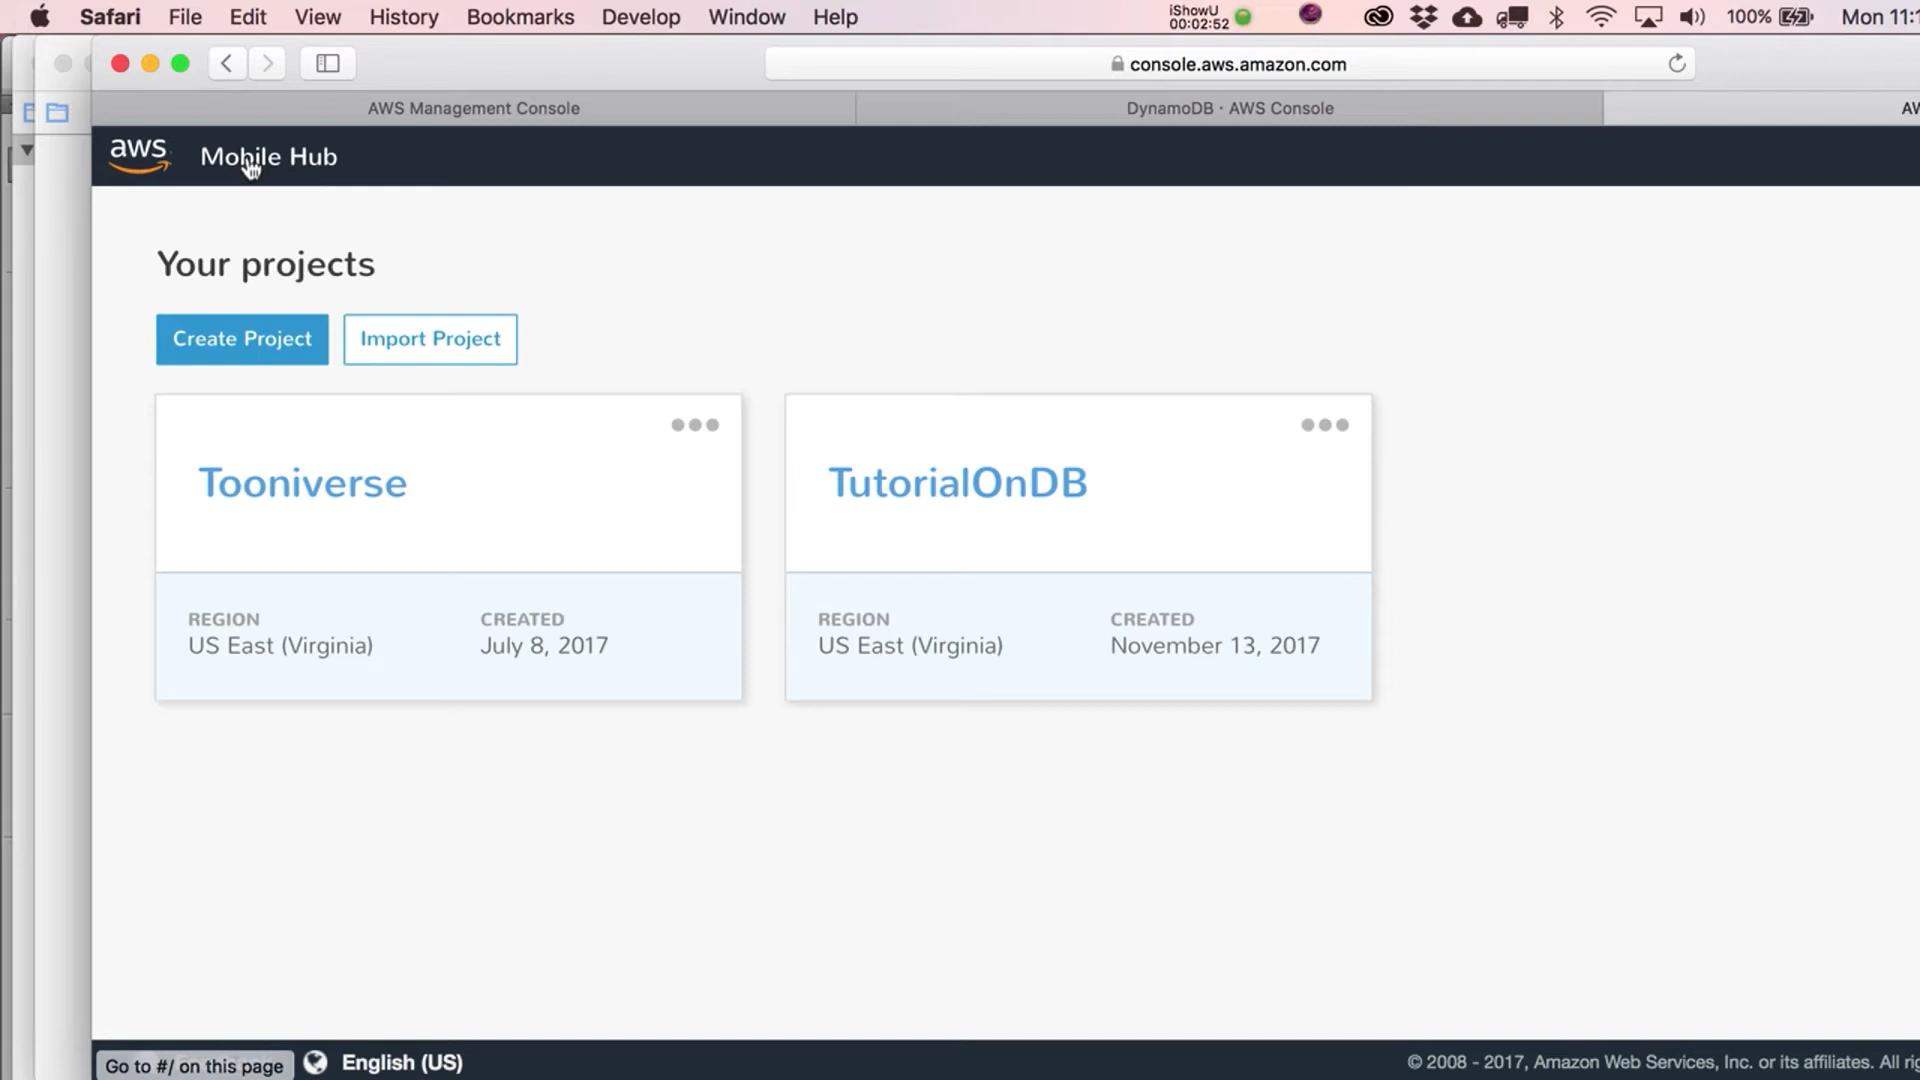 Safari File Edit View History Bookmarks Develop Window Help iShowU 00:02:52 100% Mon 11:
console.aws.amazon.com
AWS Management Console DynamoDB · AWS Console
aws Mobile Hub
Your projects
Create Project Import Project
Tooniverse TutorialOnDB
REGION CREATED REGION CREATED
US East (Virginia) July 8, 2017 US East (Virginia) November 13, 2017
Go to #/ on this page English (US) © 2008 - 2017, Amazon Web Services, Inc. or its affiliates. All